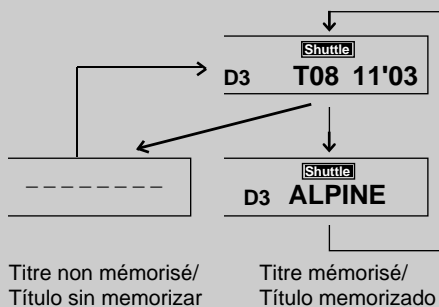 Shuttle
D3 T08 11'03
- - - - - - - -
Shuttle
D3 ALPINE
Titre non mémorisé/
Título sin memorizar
Titre mémorisé/
Título memorizado